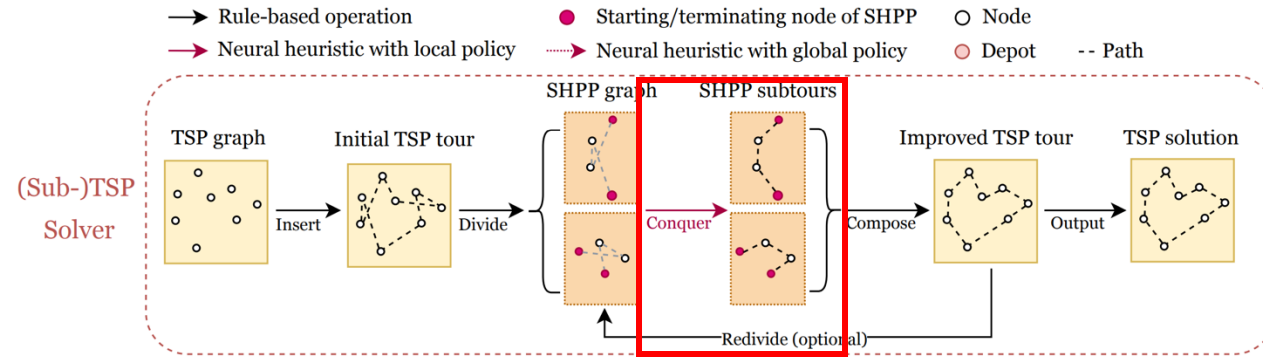 Rule-based operation
Starting/terminating node of SHPP
Node
Neural heuristic with local policy
Neural heuristic with global policy
Depot
Path
(Sub-)TSP
Solver
TSP graph
Initial TSP tour
SHPP graph
SHPP subtours
Improved TSP tour
TSP solution
Insert
Divide
Conquer
Compose
Output
Redivide (optional)